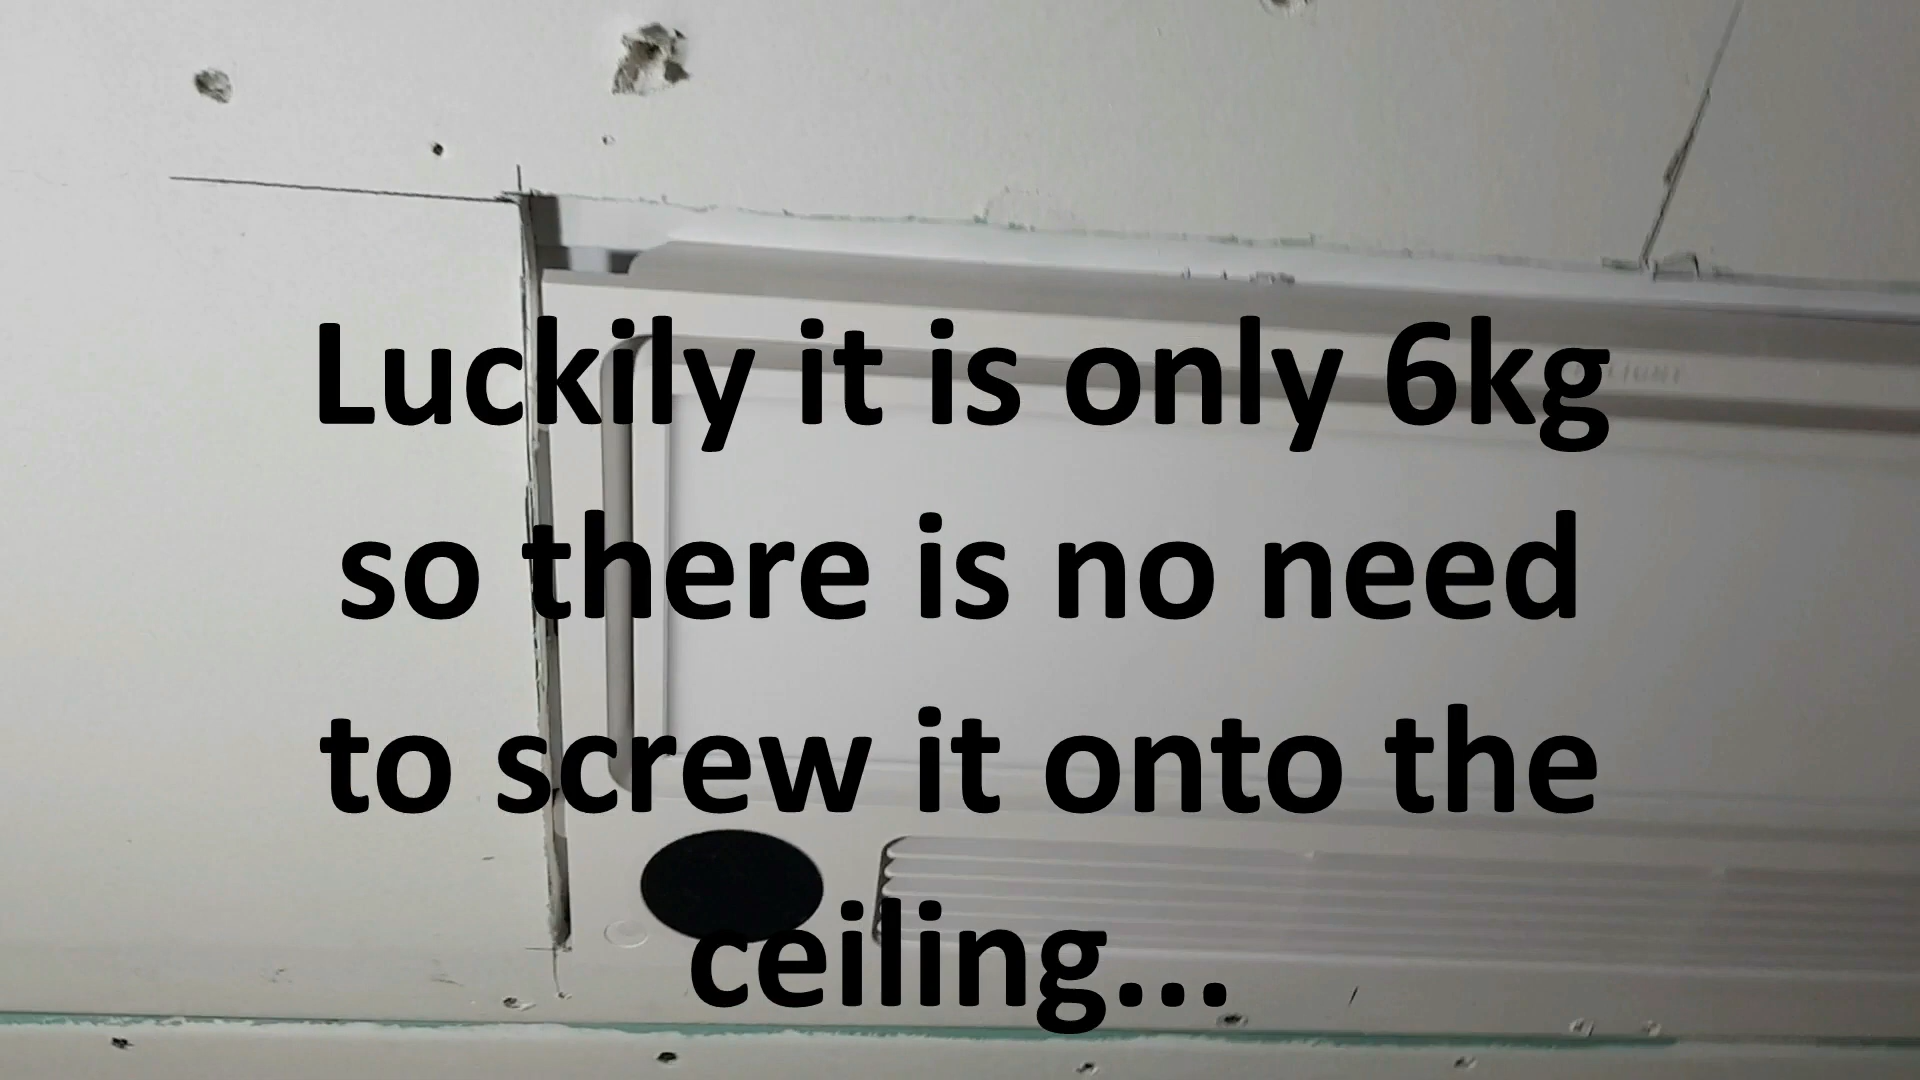 Luckily it is only 6kg
so there is no need
to screw it onto the
ceiling...